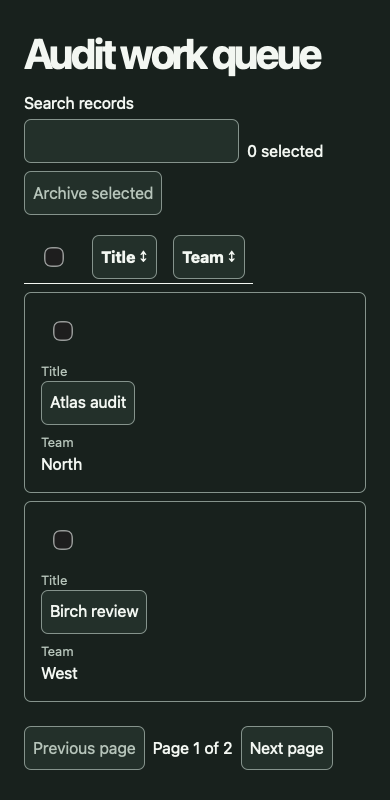 Audit work queue
Search records
0 selected
Archive selected
Title ↕ Team ↕
Title
Atlas audit
Team
North
Title
Birch review
Team
West
Previous page Page 1 of 2 Next page